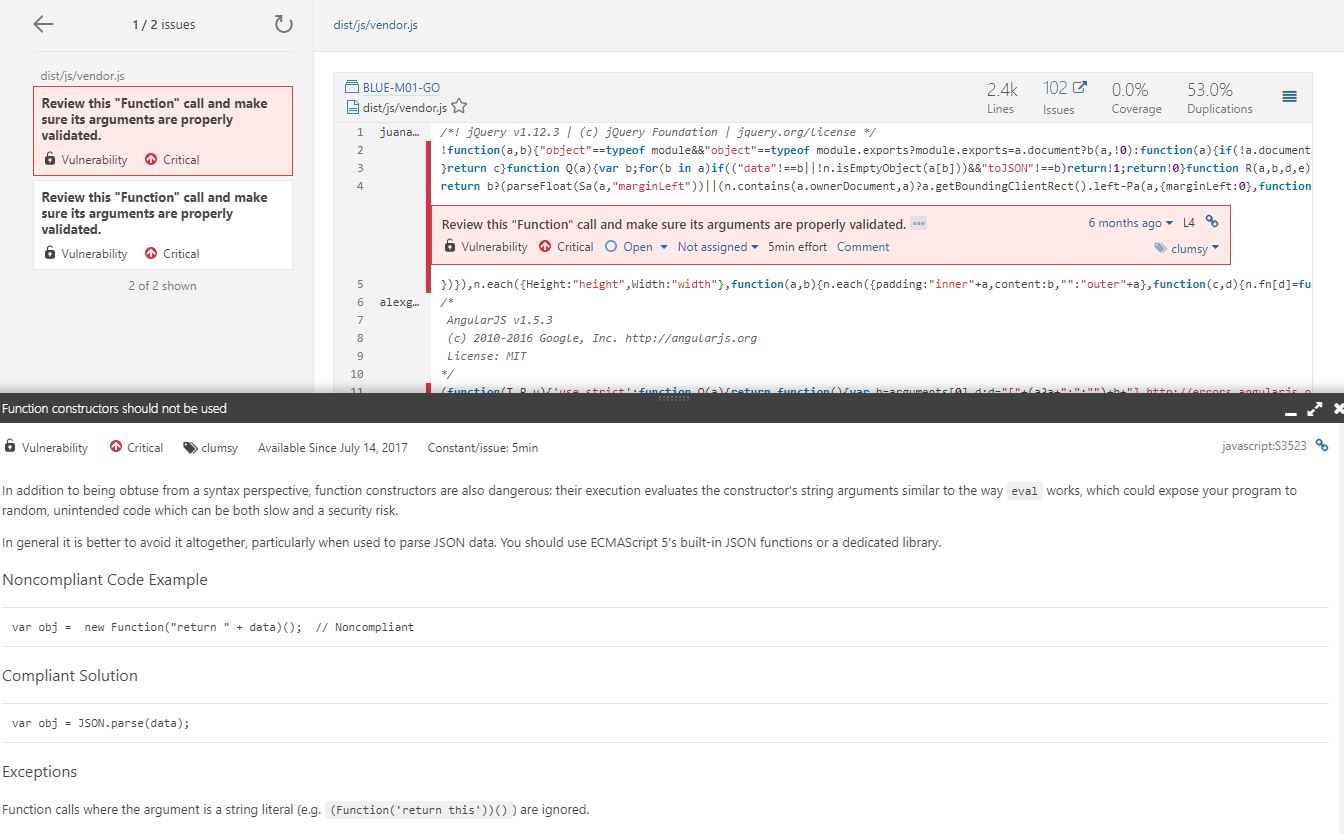 1 / 2 issues
dist/js/vendor.js
dist/js/vendor.js
Review this "Function" call and make
sure its arguments are properly
validated.
Vulnerability Critical
Review this "Function" call and make
sure its arguments are properly
validated.
Vulnerability Critical
2 of 2 shown
BLUE-M01-GO
dist/js/vendor.js
2.4k 102 0.0% 53.0%
Lines Issues Coverage Duplications
1 juana… /*! jQuery v1.12.3 | (c) jQuery Foundation | jquery.org/license */
2 !function(a,b){"object"==typeof module&&"object"==typeof module.exports?module.exports=a.document?b(a,!0):function(a){if(!a.document
3 }return c}function Q(a){var b;for(b in a)if(("data"!==b||!n.isEmptyObject(a[b]))&&"toJSON"!==b)return!1;return!0}function R(a,b,d,e)
4 return b?(parseFloat(Sa(a,"marginLeft"))||(n.contains(a.ownerDocument,a)?a.getBoundingClientRect().left-Pa(a,{marginLeft:0},function
Review this "Function" call and make sure its arguments are properly validated. 6 months ago L4
Vulnerability Critical Open Not assigned 5min effort Comment clumsy
5 })}),n.each({Height:"height",Width:"width"},function(a,b){n.each({padding:"inner"+a,content:b,"":"outer"+a},function(c,d){n.fn[d]=fu
6 alexg… /*
7 AngularJS v1.5.3
8 (c) 2010-2016 Google, Inc. http://angularjs.org
9 License: MIT
10 */
11
Function constructors should not be used
Vulnerability Critical clumsy Available Since July 14, 2017 Constant/issue: 5min javascript:S3523
In addition to being obtuse from a syntax perspective, function constructors are also dangerous: their execution evaluates the constructor's string arguments similar to the way eval works, which could expose your program to
random, unintended code which can be both slow and a security risk.
In general it is better to avoid it altogether, particularly when used to parse JSON data. You should use ECMAScript 5's built-in JSON functions or a dedicated library.
Noncompliant Code Example
var obj =  new Function("return " + data)();  // Noncompliant
Compliant Solution
var obj = JSON.parse(data);
Exceptions
Function calls where the argument is a string literal (e.g. (Function('return this'))() ) are ignored.